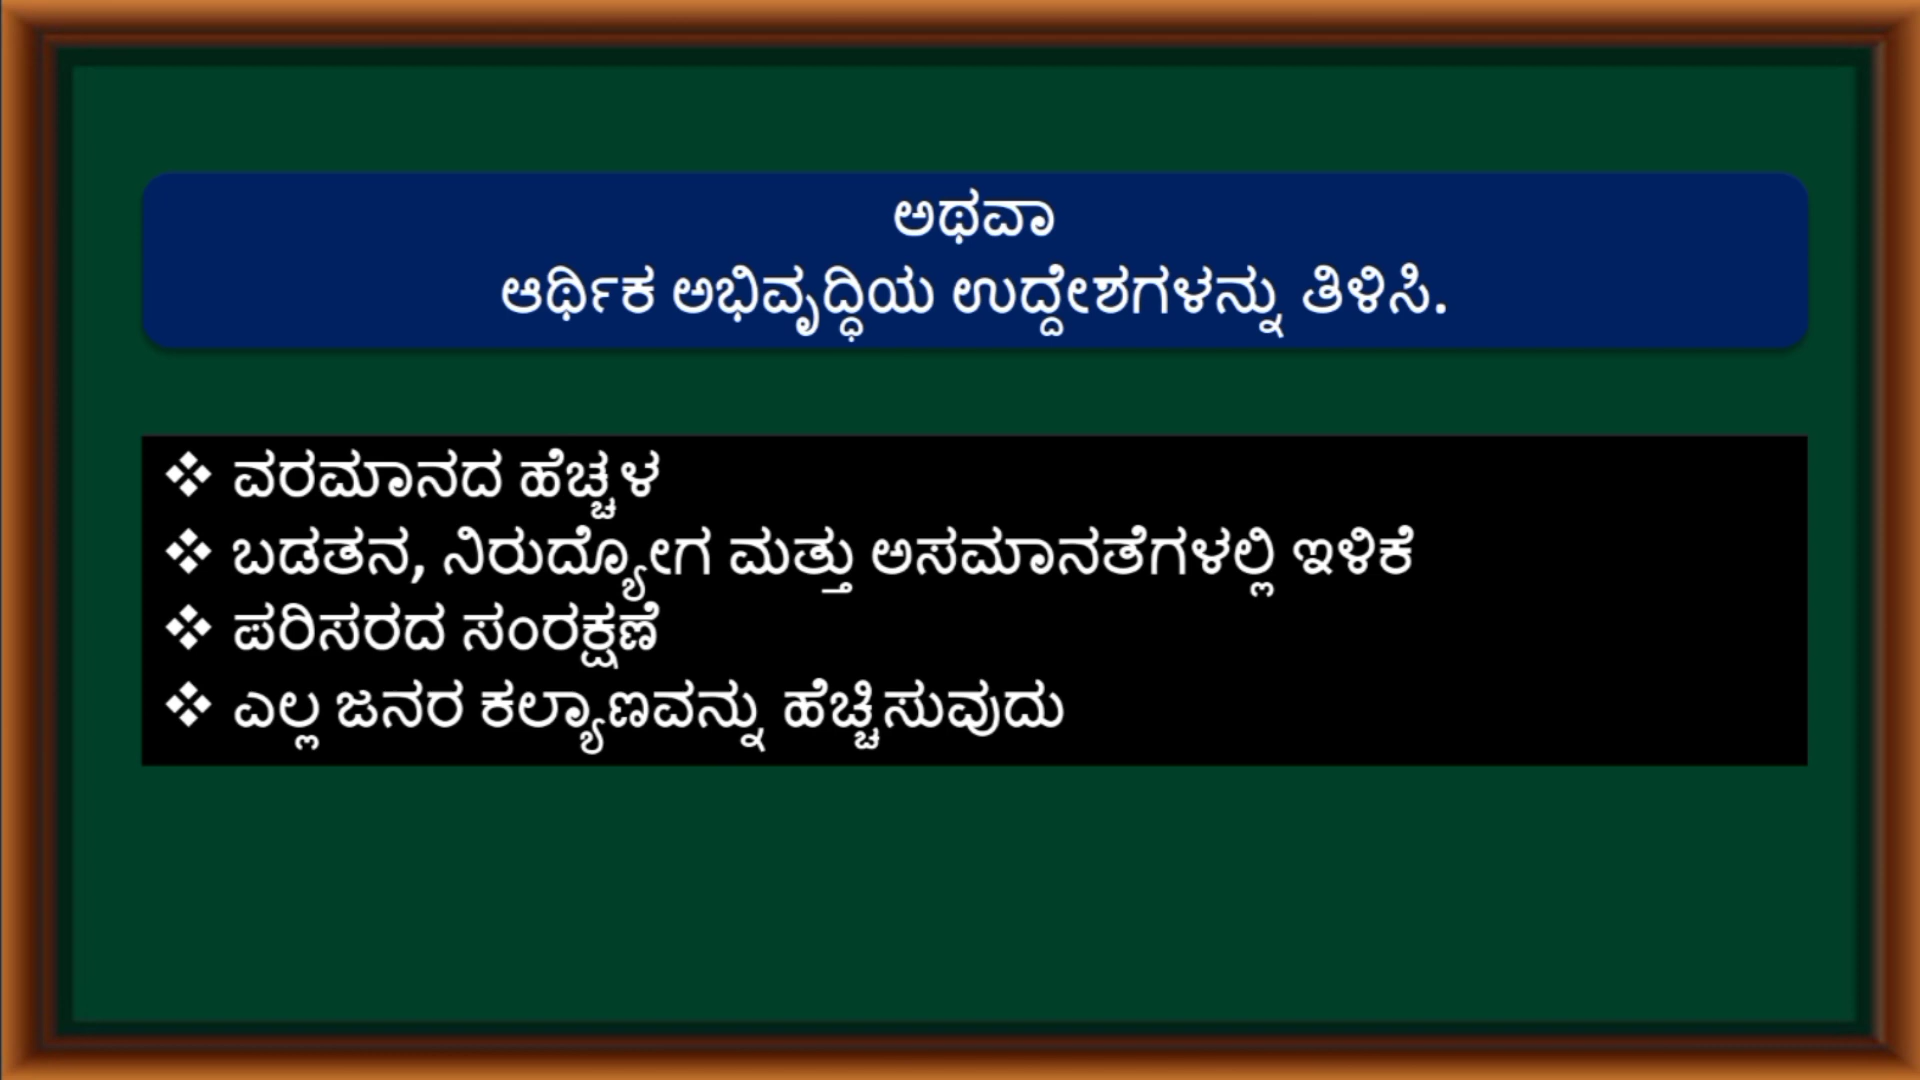 ಅಥವಾ
ಆರ್ಥಿಕ ಅಭಿವೃದ್ಧಿಯ ಉದ್ದೇಶಗಳನ್ನು ತಿಳಿಸಿ.
❖ ವರಮಾನದ ಹೆಚ್ಚಳ
❖ ಬಡತನ, ನಿರುದ್ಯೋಗ ಮತ್ತು ಅಸಮಾನತೆಗಳಲ್ಲಿ ಇಳಿಕೆ
❖ ಪರಿಸರದ ಸಂರಕ್ಷಣೆ
❖ ಎಲ್ಲ ಜನರ ಕಲ್ಯಾಣವನ್ನು ಹೆಚ್ಚಿಸುವುದು